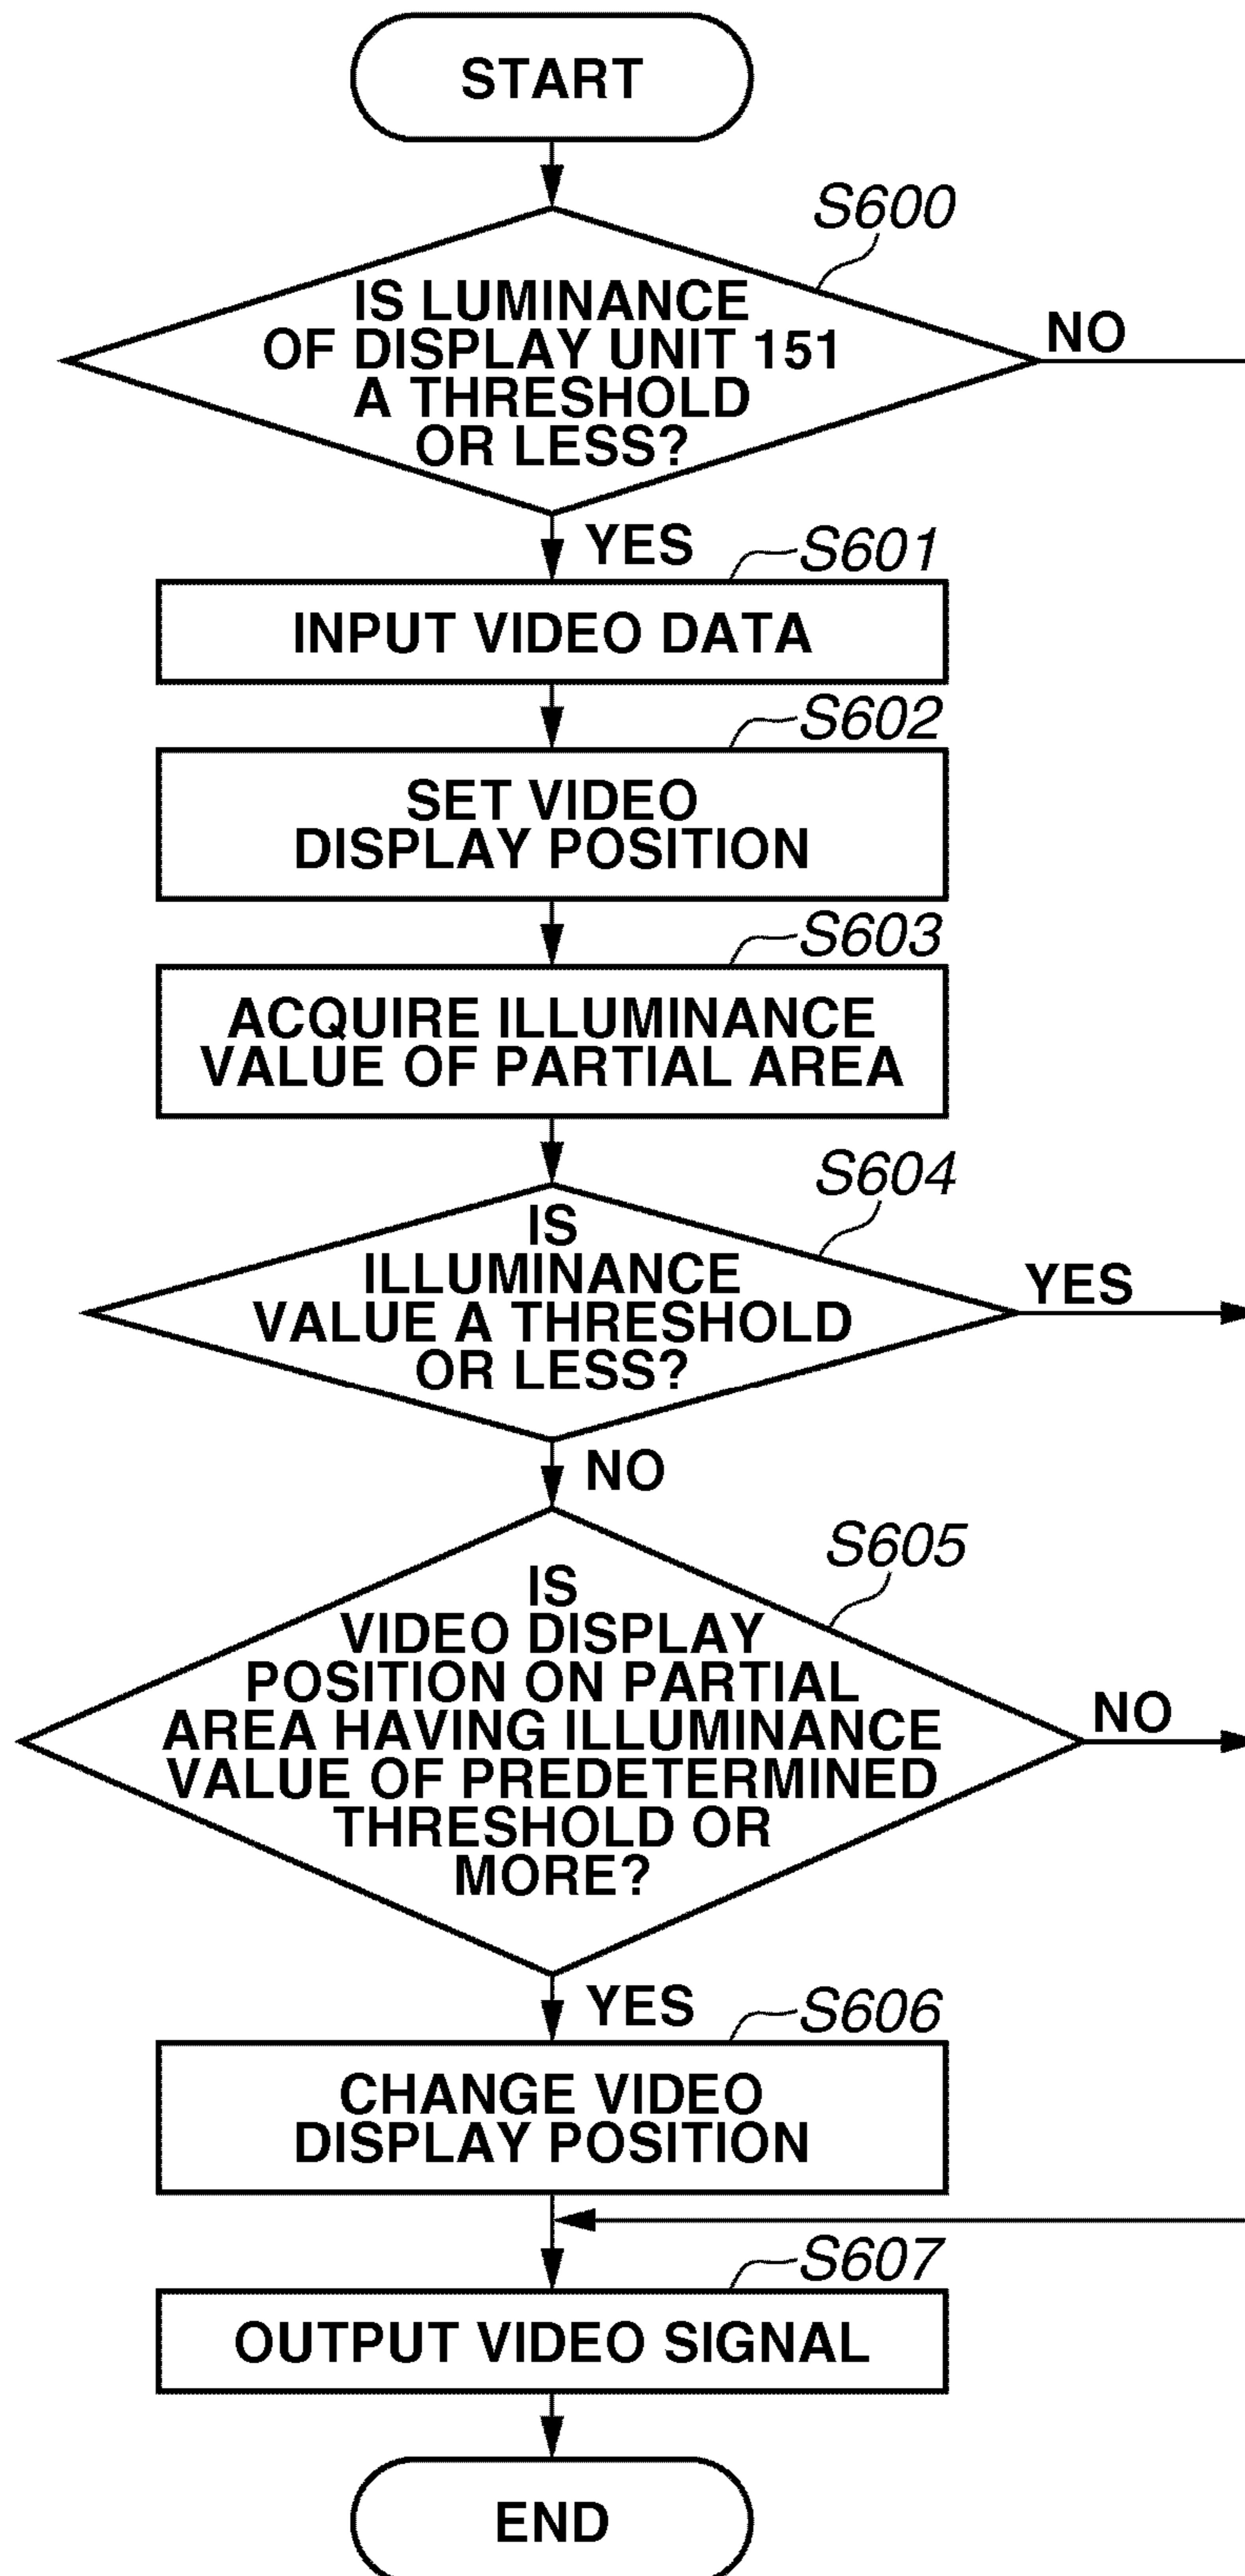 START
S600
IS LUMINANCE
OF DISPLAY UNIT 151
A THRESHOLD
OR LESS?
NO
YES
S601
INPUT VIDEO DATA
S602
SET VIDEO
DISPLAY POSITION
S603
ACQUIRE ILLUMINANCE
VALUE OF PARTIAL AREA
S604
IS
ILLUMINANCE
VALUE A THRESHOLD
OR LESS?
YES
NO
S605
IS
VIDEO DISPLAY
POSITION ON PARTIAL
AREA HAVING ILLUMINANCE
VALUE OF PREDETERMINED
THRESHOLD OR
MORE?
NO
YES
S606
CHANGE VIDEO
DISPLAY POSITION
S607
OUTPUT VIDEO SIGNAL
END